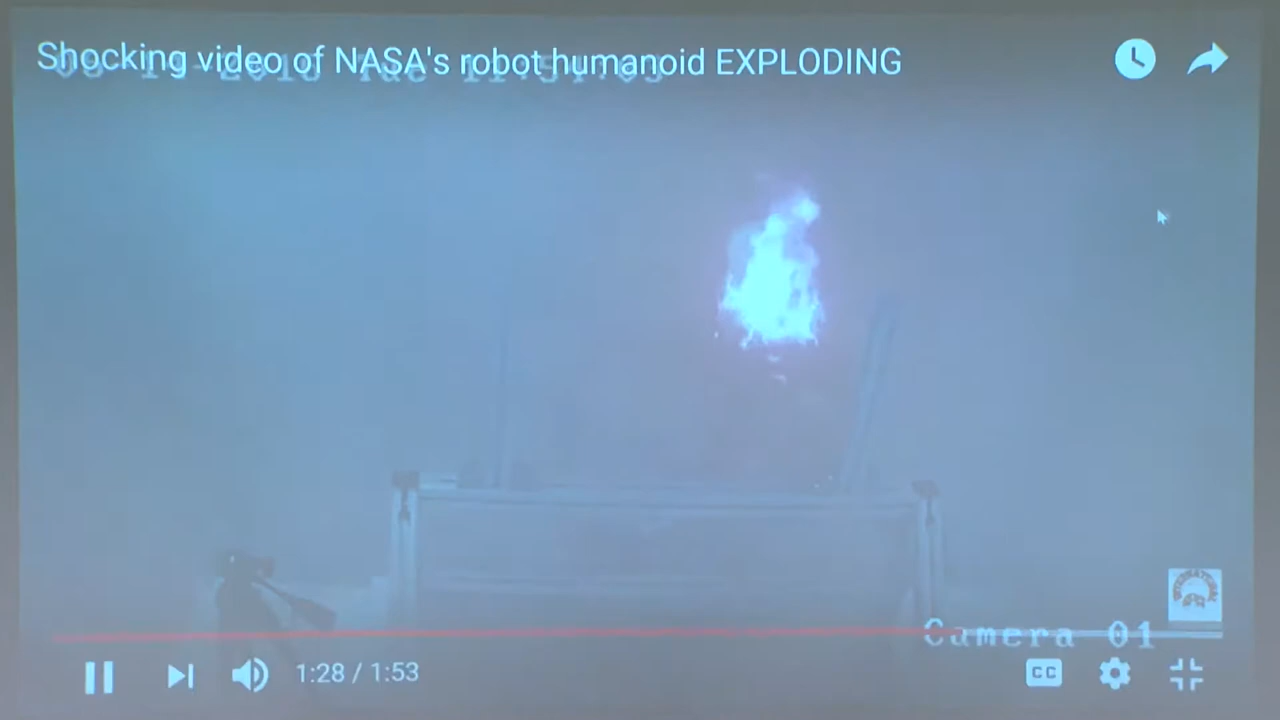 Shocking video of NASA's robot humanoid EXPLODING
Camera 01
1:28 / 1:53
CC